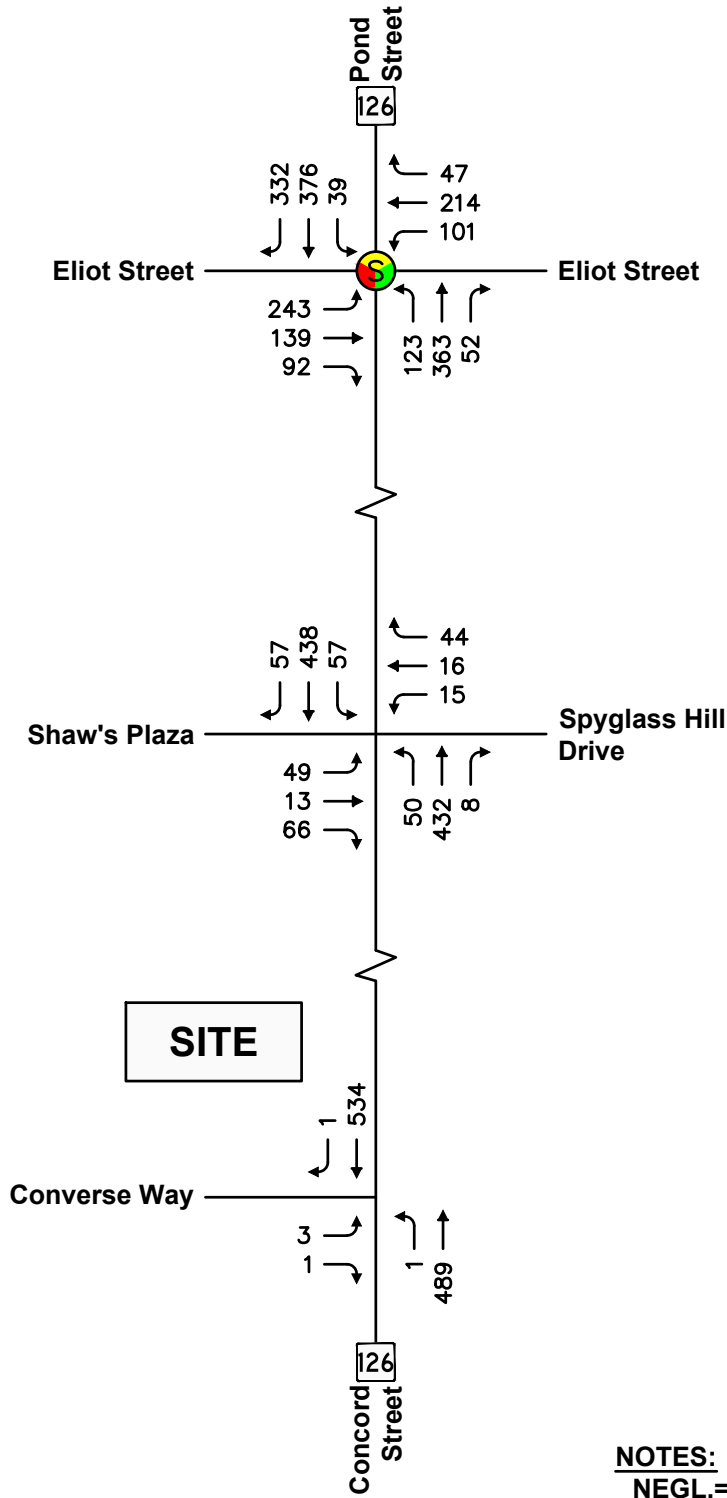 Pond
Street
126
332
376
39
47
214
101
S
Eliot Street
Eliot Street
243
139
92
123
363
52
57
438
57
44
16
15
Shaw's Plaza
Spyglass Hill
Drive
49
13
66
50
432
8
SITE
1
534
Converse Way
3
1
1
489
126
Concord
Street
NOTES:
NEGL.=